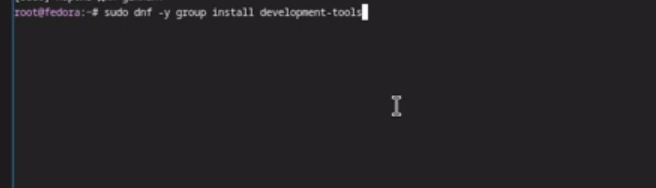 root@fedora:~# sudo dnf -y group install development-tools